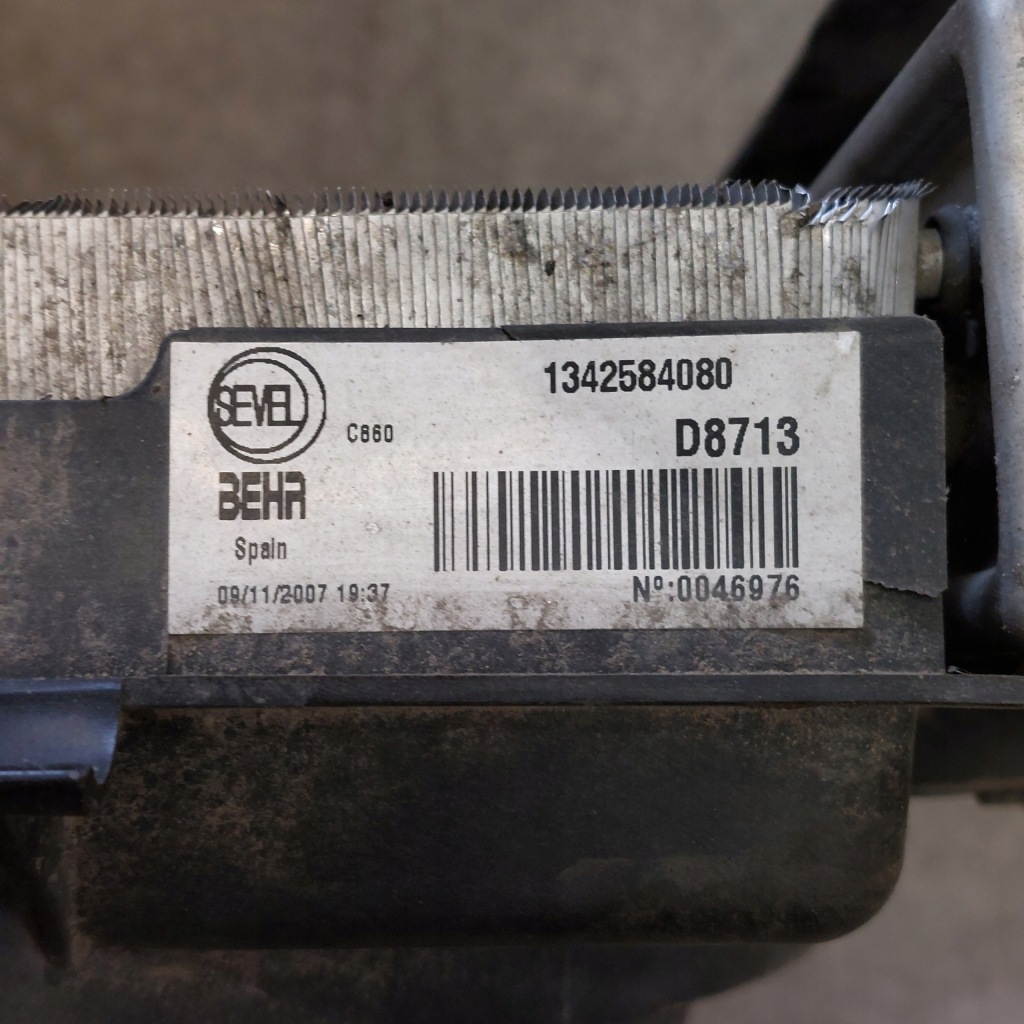 SEVEL
1342584080
C860
D8713
BEHR
Spain
09/11/2007 19:37
Nº:0046976